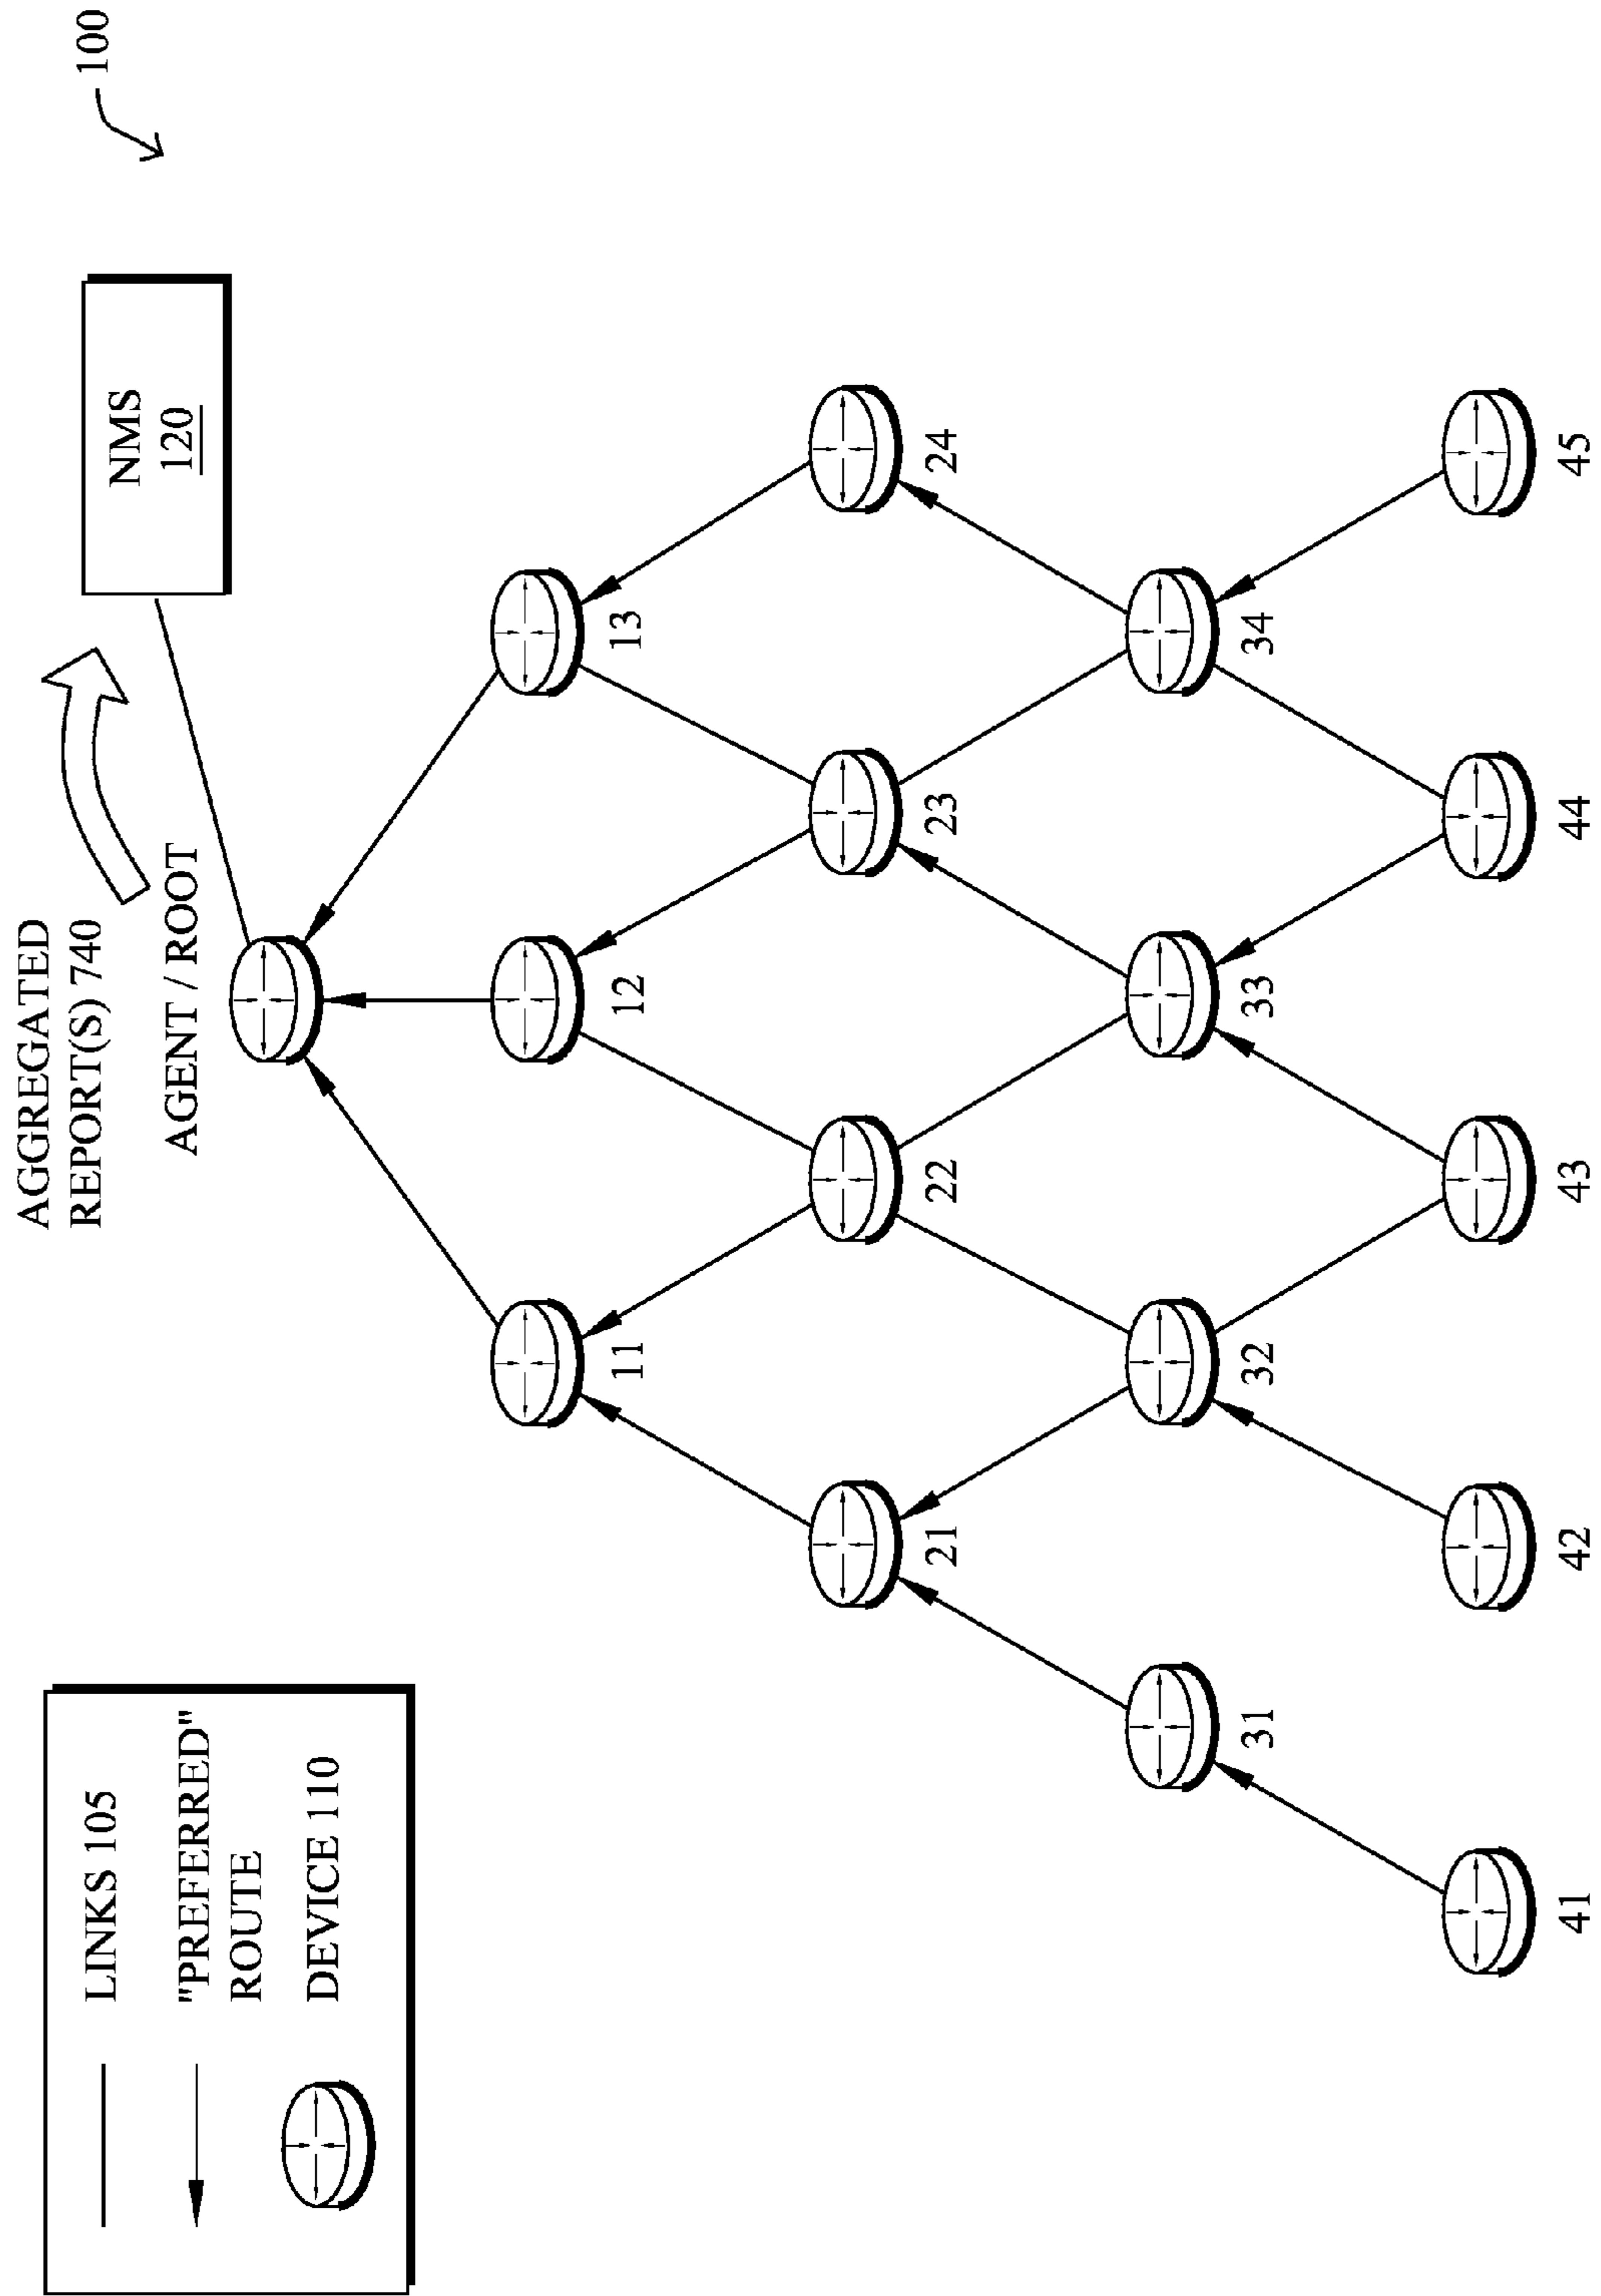 LINKS 105
"PREFERRED"
ROUTE
DEVICE 110
AGGREGATED
REPORT(S) 740
AGENT / ROOT
NMS
120
100
11
12
13
21
22
23
24
31
32
33
34
41
42
43
44
45